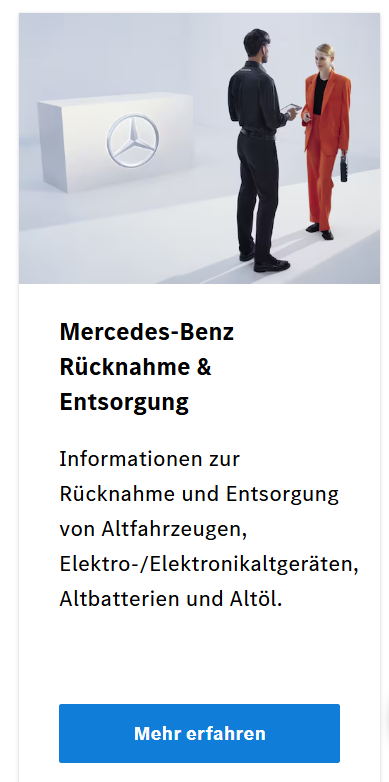 Mercedes-Benz
Rücknahme &
Entsorgung
Informationen zur
Rücknahme und Entsorgung
von Altfahrzeugen,
Elektro-/Elektronikaltgeräten,
Altbatterien und Altöl.
Mehr erfahren